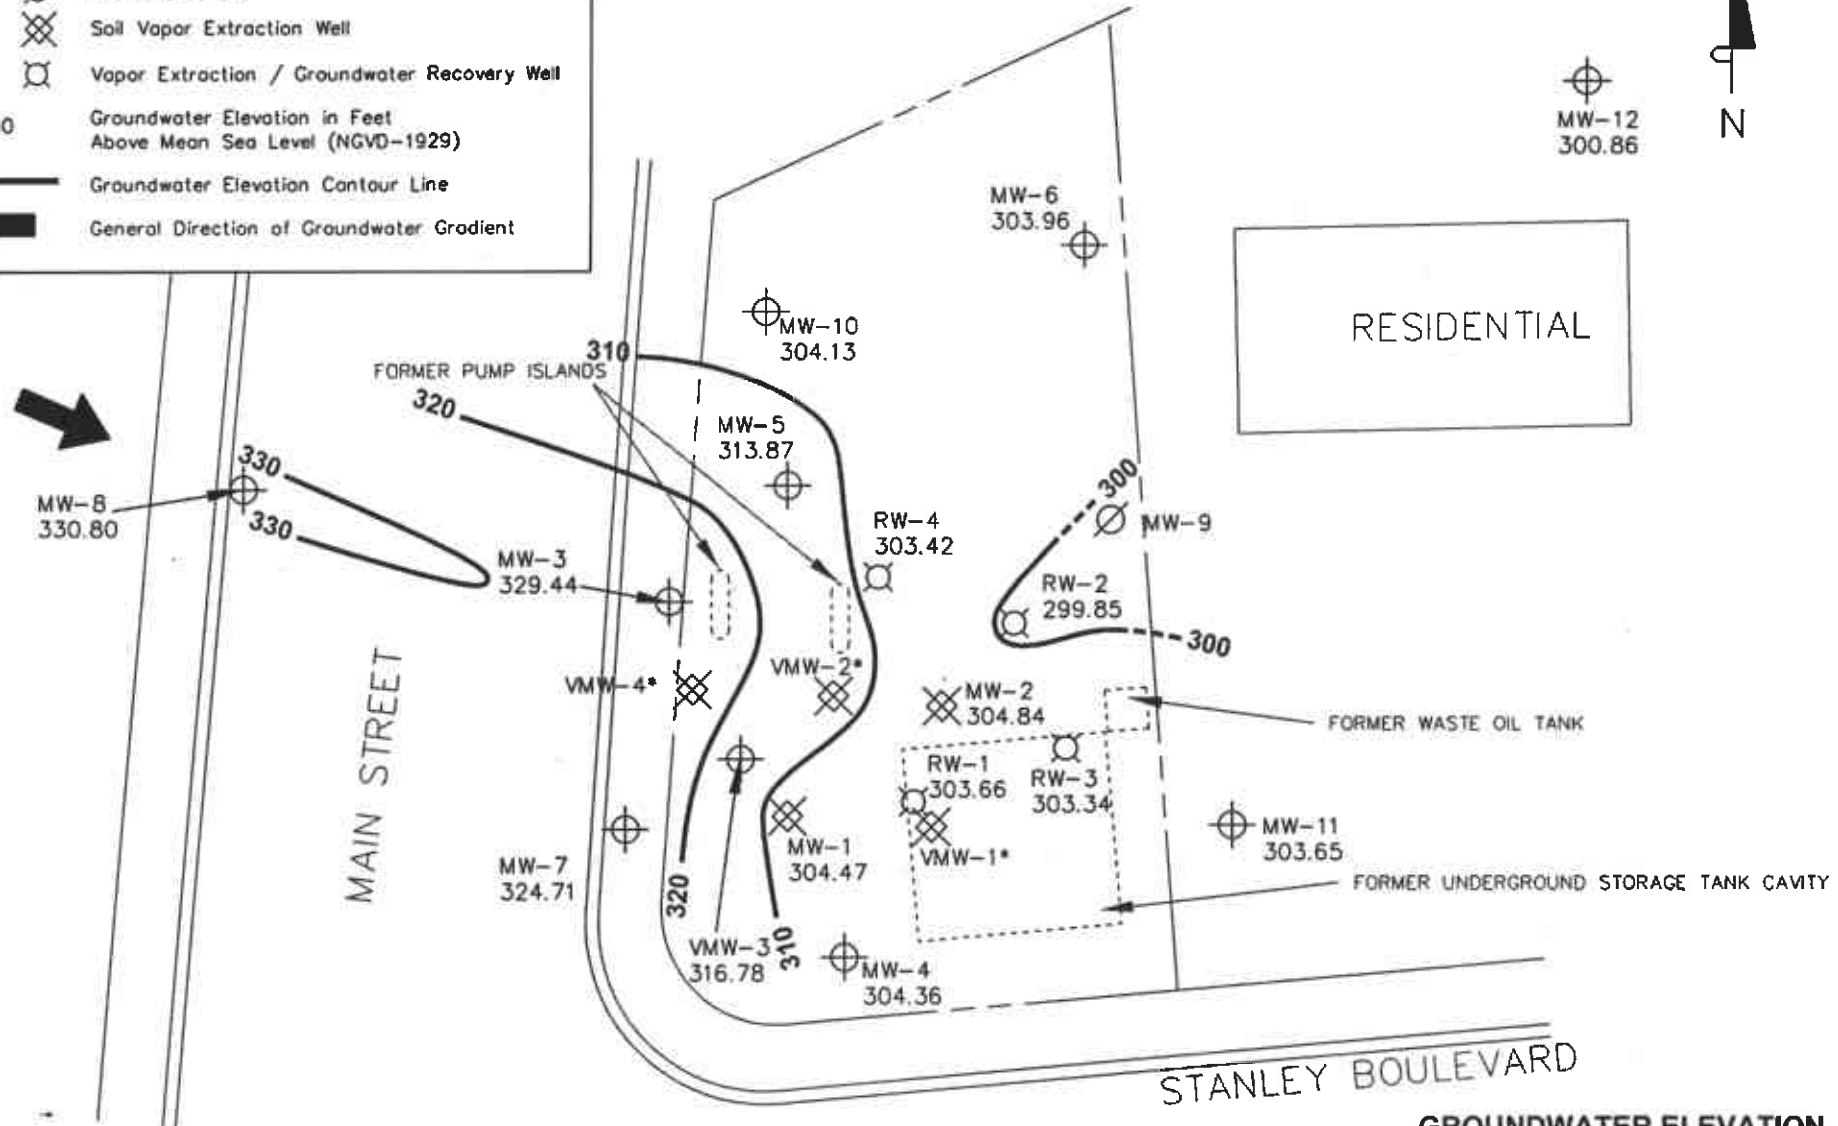 Soil Vapor Extraction Well
Vapor Extraction / Groundwater Recovery Well
Groundwater Elevation in Feet
Above Mean Sea Level (NGVD-1929)
Groundwater Elevation Contour Line
General Direction of Groundwater Gradient
N
MW-12
300.86
MW-6
303.96
RESIDENTIAL
MW-10
304.13
310
FORMER PUMP ISLANDS
320
MW-5
313.87
330
MW-8
330.80
330
300
MW-9
RW-4
303.42
MW-3
329.44
RW-2
299.85
300
VMW-4*
VMW-2*
MW-2
304.84
FORMER WASTE OIL TANK
MAIN STREET
RW-1
303.66
RW-3
303.34
MW-11
303.65
MW-1
304.47
VMW-1*
MW-7
324.71
320
FORMER UNDERGROUND STORAGE TANK CAVITY
VMW-3
316.78
310
MW-4
304.36
STANLEY BOULEVARD
GROUNDWATER ELEVATION